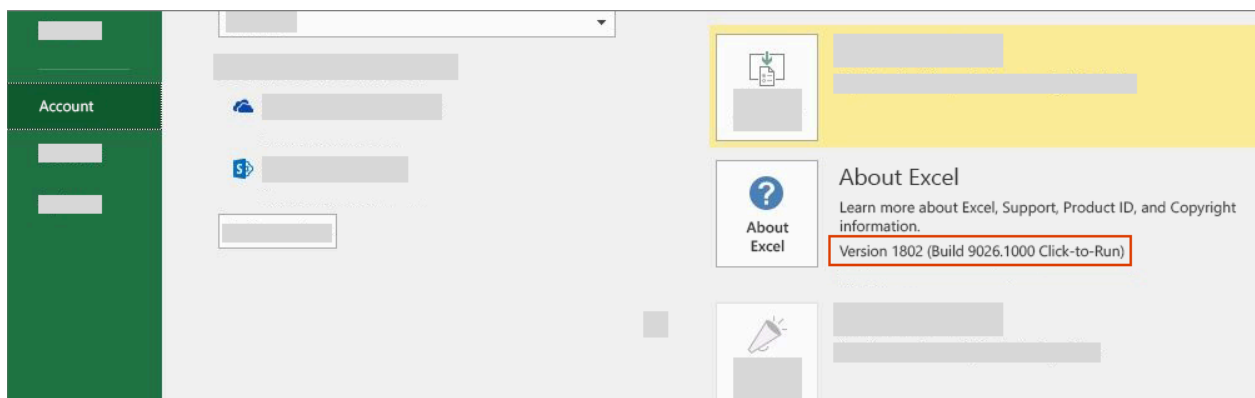 Account
About
Excel
About Excel
Learn more about Excel, Support, Product ID, and Copyright
information.
Version 1802 (Build 9026.1000 Click-to-Run)